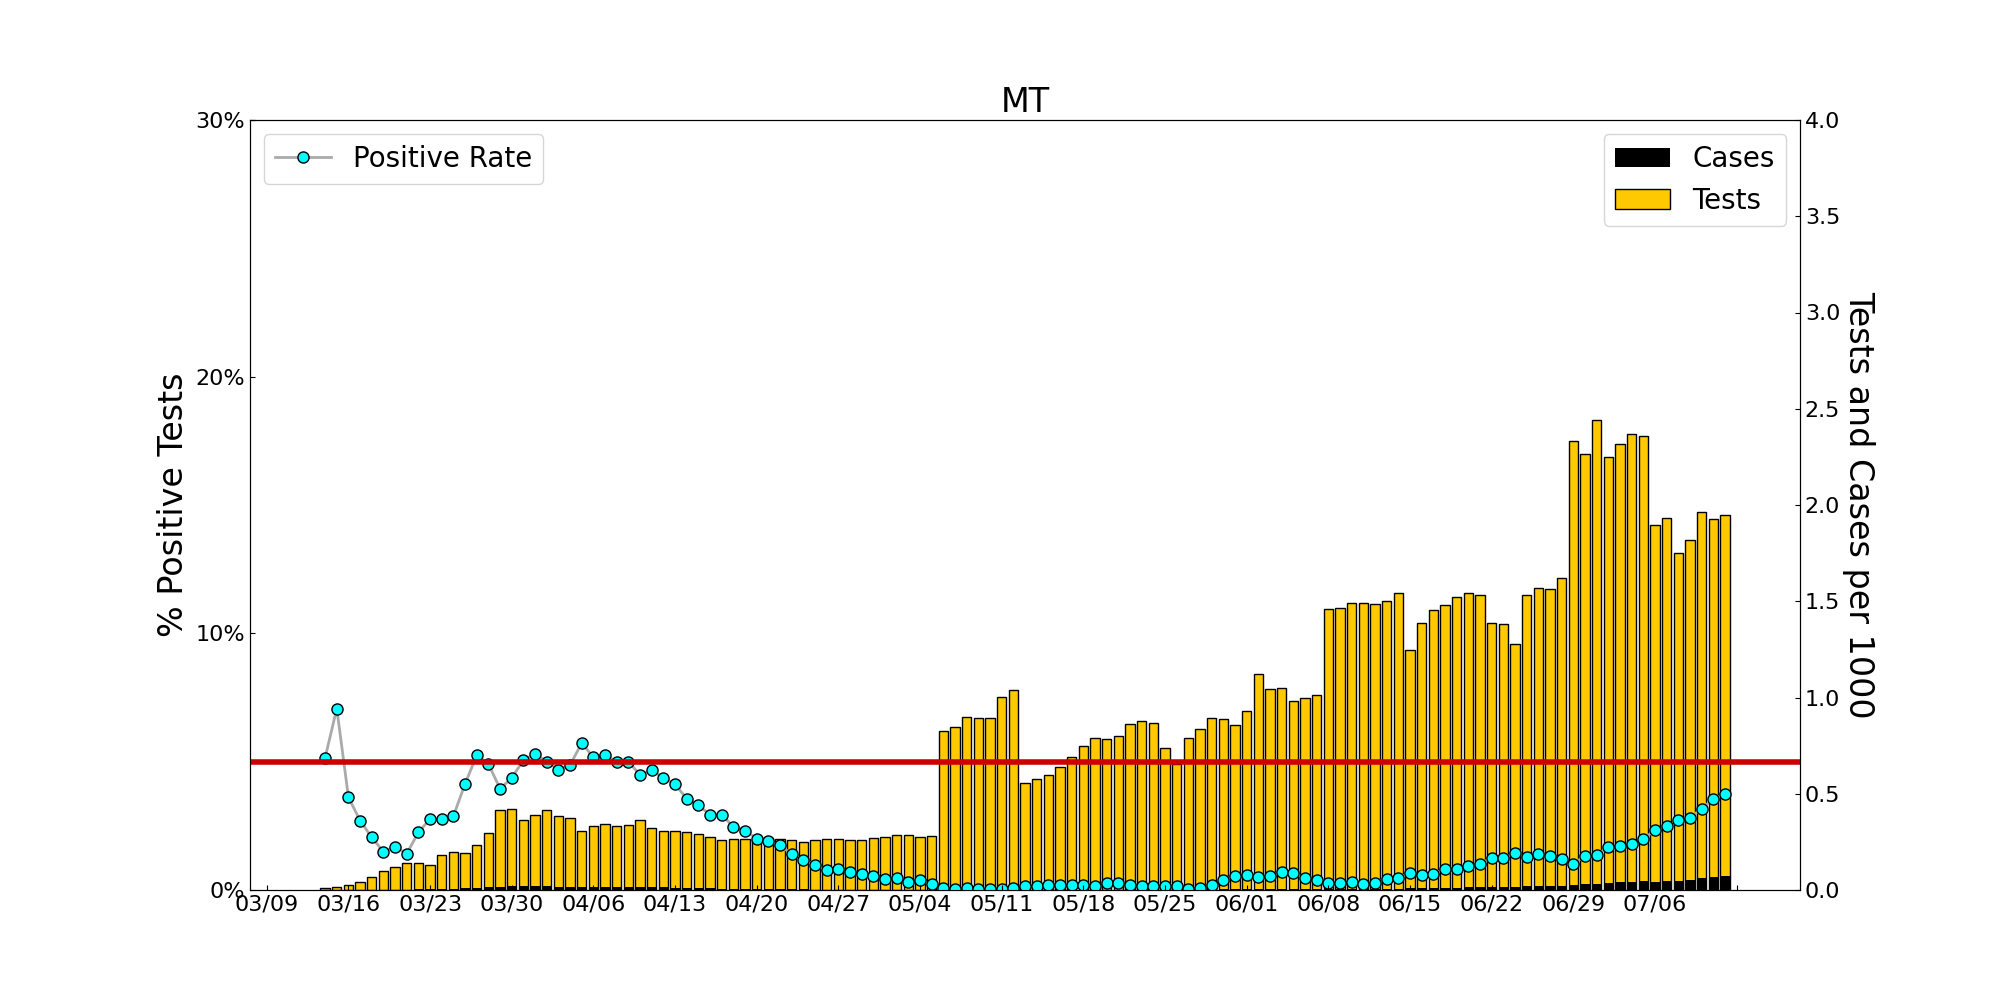 MT
30%
20%
10%
0%
% Positive Tests
Positive Rate
Cases
Tests
4.0
3.5
3.0
2.5
2.0
1.5
1.0
0.5
0.0
Tests and Cases per 1000
03/09 03/16 03/23 03/30 04/06 04/13 04/20 04/27 05/04 05/11 05/18 05/25 06/01 06/08 06/15 06/22 06/29 07/06